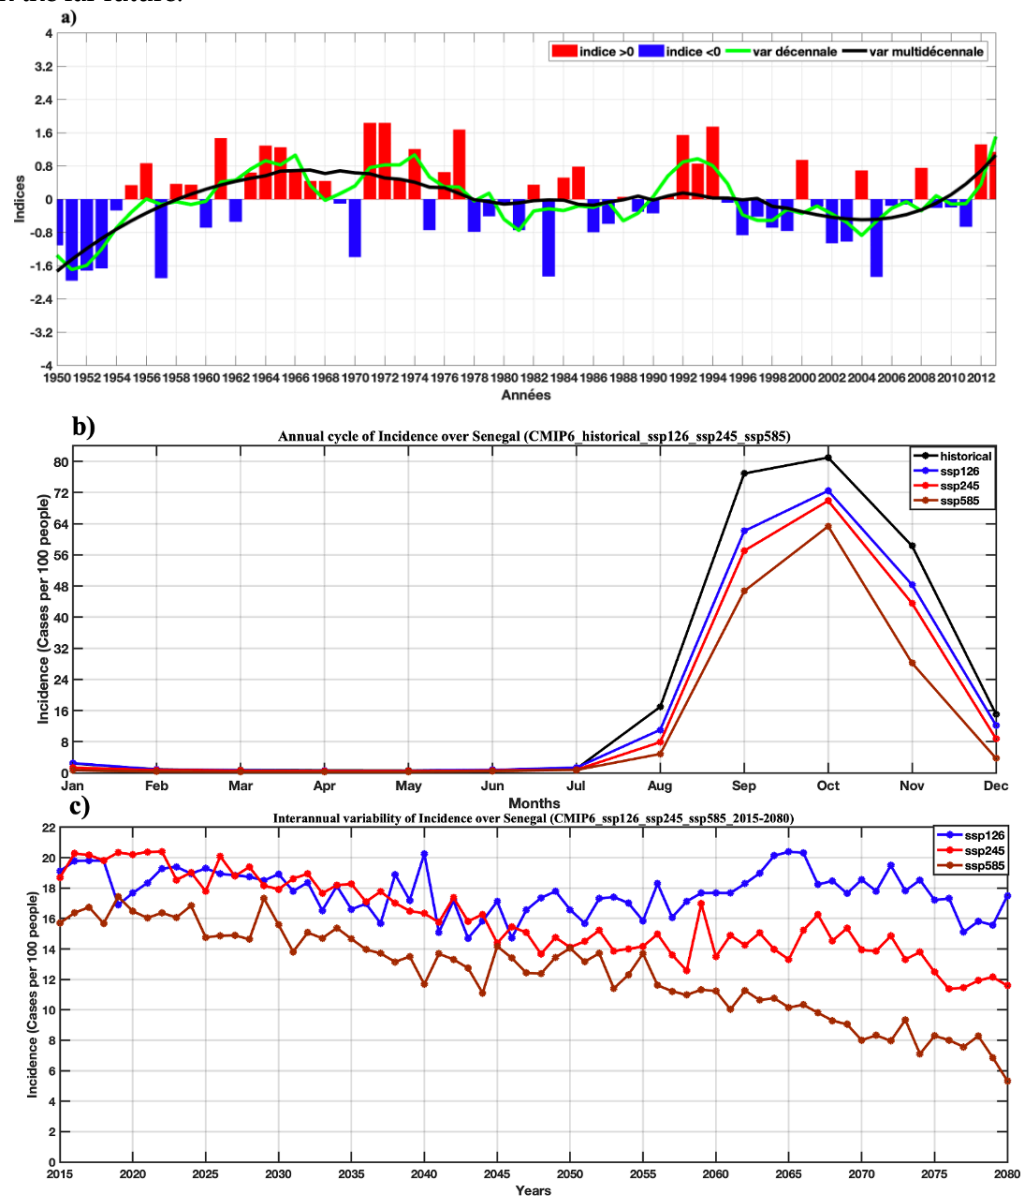 a)
4
3.2
2.4
1.6
0.8
0
-0.8
-1.6
-2.4
-3.2
-4
Indices
indice >0 indice <0 var décennale var multidécennale
1950 1952 1954 1956 1958 1960 1962 1964 1966 1968 1970 1972 1974 1976 1978 1980 1982 1984 1986 1988 1990 1992 1994 1996 1998 2000 2002 2004 2006 2008 2010 2012
Années
b)
Annual cycle of Incidence over Senegal (CMIP6_historical_ssp126_ssp245_ssp585)
80
72
64
56
48
40
32
24
16
8
0
Incidence (Cases per 100 people)
historical
ssp126
ssp245
ssp585
Jan Feb Mar Apr May Jun Jul Aug Sep Oct Nov Dec
Months
c)
Interannual variability of Incidence over Senegal (CMIP6_ssp126_ssp245_ssp585_2015-2080)
22
20
18
16
14
12
10
8
6
4
2
0
Incidence (Cases per 100 people)
ssp126
ssp245
ssp585
2015 2020 2025 2030 2035 2040 2045 2050 2055 2060 2065 2070 2075 2080
Years